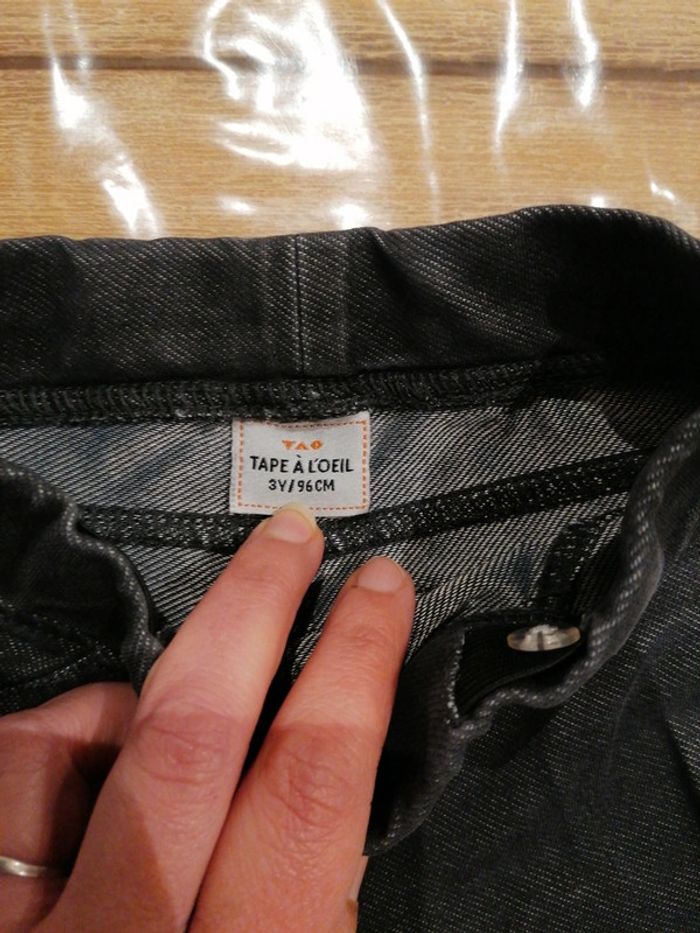 TAO
TAPE À L'OEIL
3Y/96CM